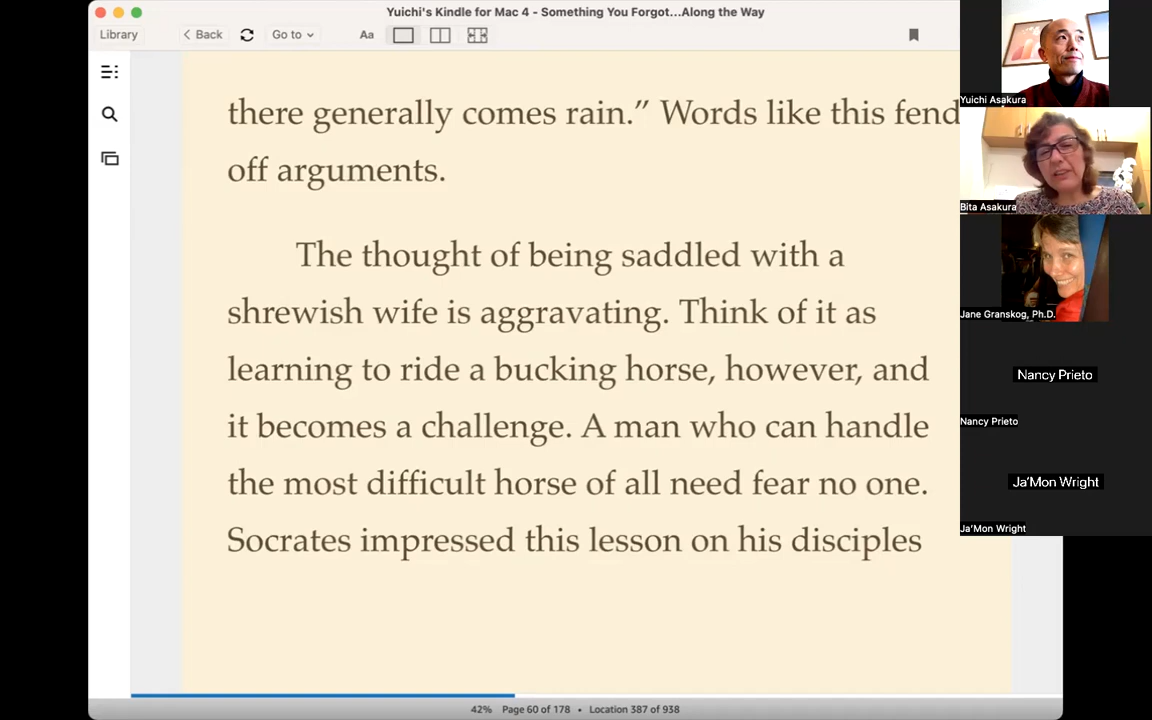 Yuichi's Kindle for Mac 4 - Something You Forgot...Along the Way
Library
Back
Go to
Aa
there generally comes rain.” Words like this fend
off arguments.
The thought of being saddled with a
shrewish wife is aggravating. Think of it as
learning to ride a bucking horse, however, and
it becomes a challenge. A man who can handle
the most difficult horse of all need fear no one.
Socrates impressed this lesson on his disciples
42% Page 60 of 178 • Location 387 of 938
Yuichi Asakura
Bita Asakura
Jane Granskog, Ph.D.
Nancy Prieto
Nancy Prieto
Ja’Mon Wright
Ja’Mon Wright